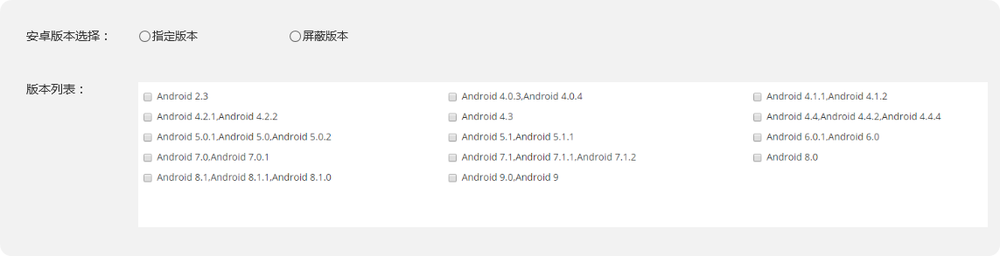 安卓版本选择： 指定版本 屏蔽版本
版本列表： Android 2.3 Android 4.0.3,Android 4.0.4 Android 4.1.1,Android 4.1.2
Android 4.2.1,Android 4.2.2 Android 4.3 Android 4.4,Android 4.4.2,Android 4.4.4
Android 5.0.1,Android 5.0,Android 5.0.2 Android 5.1,Android 5.1.1 Android 6.0.1,Android 6.0
Android 7.0,Android 7.0.1 Android 7.1,Android 7.1.1,Android 7.1.2 Android 8.0
Android 8.1,Android 8.1.1,Android 8.1.0 Android 9.0,Android 9